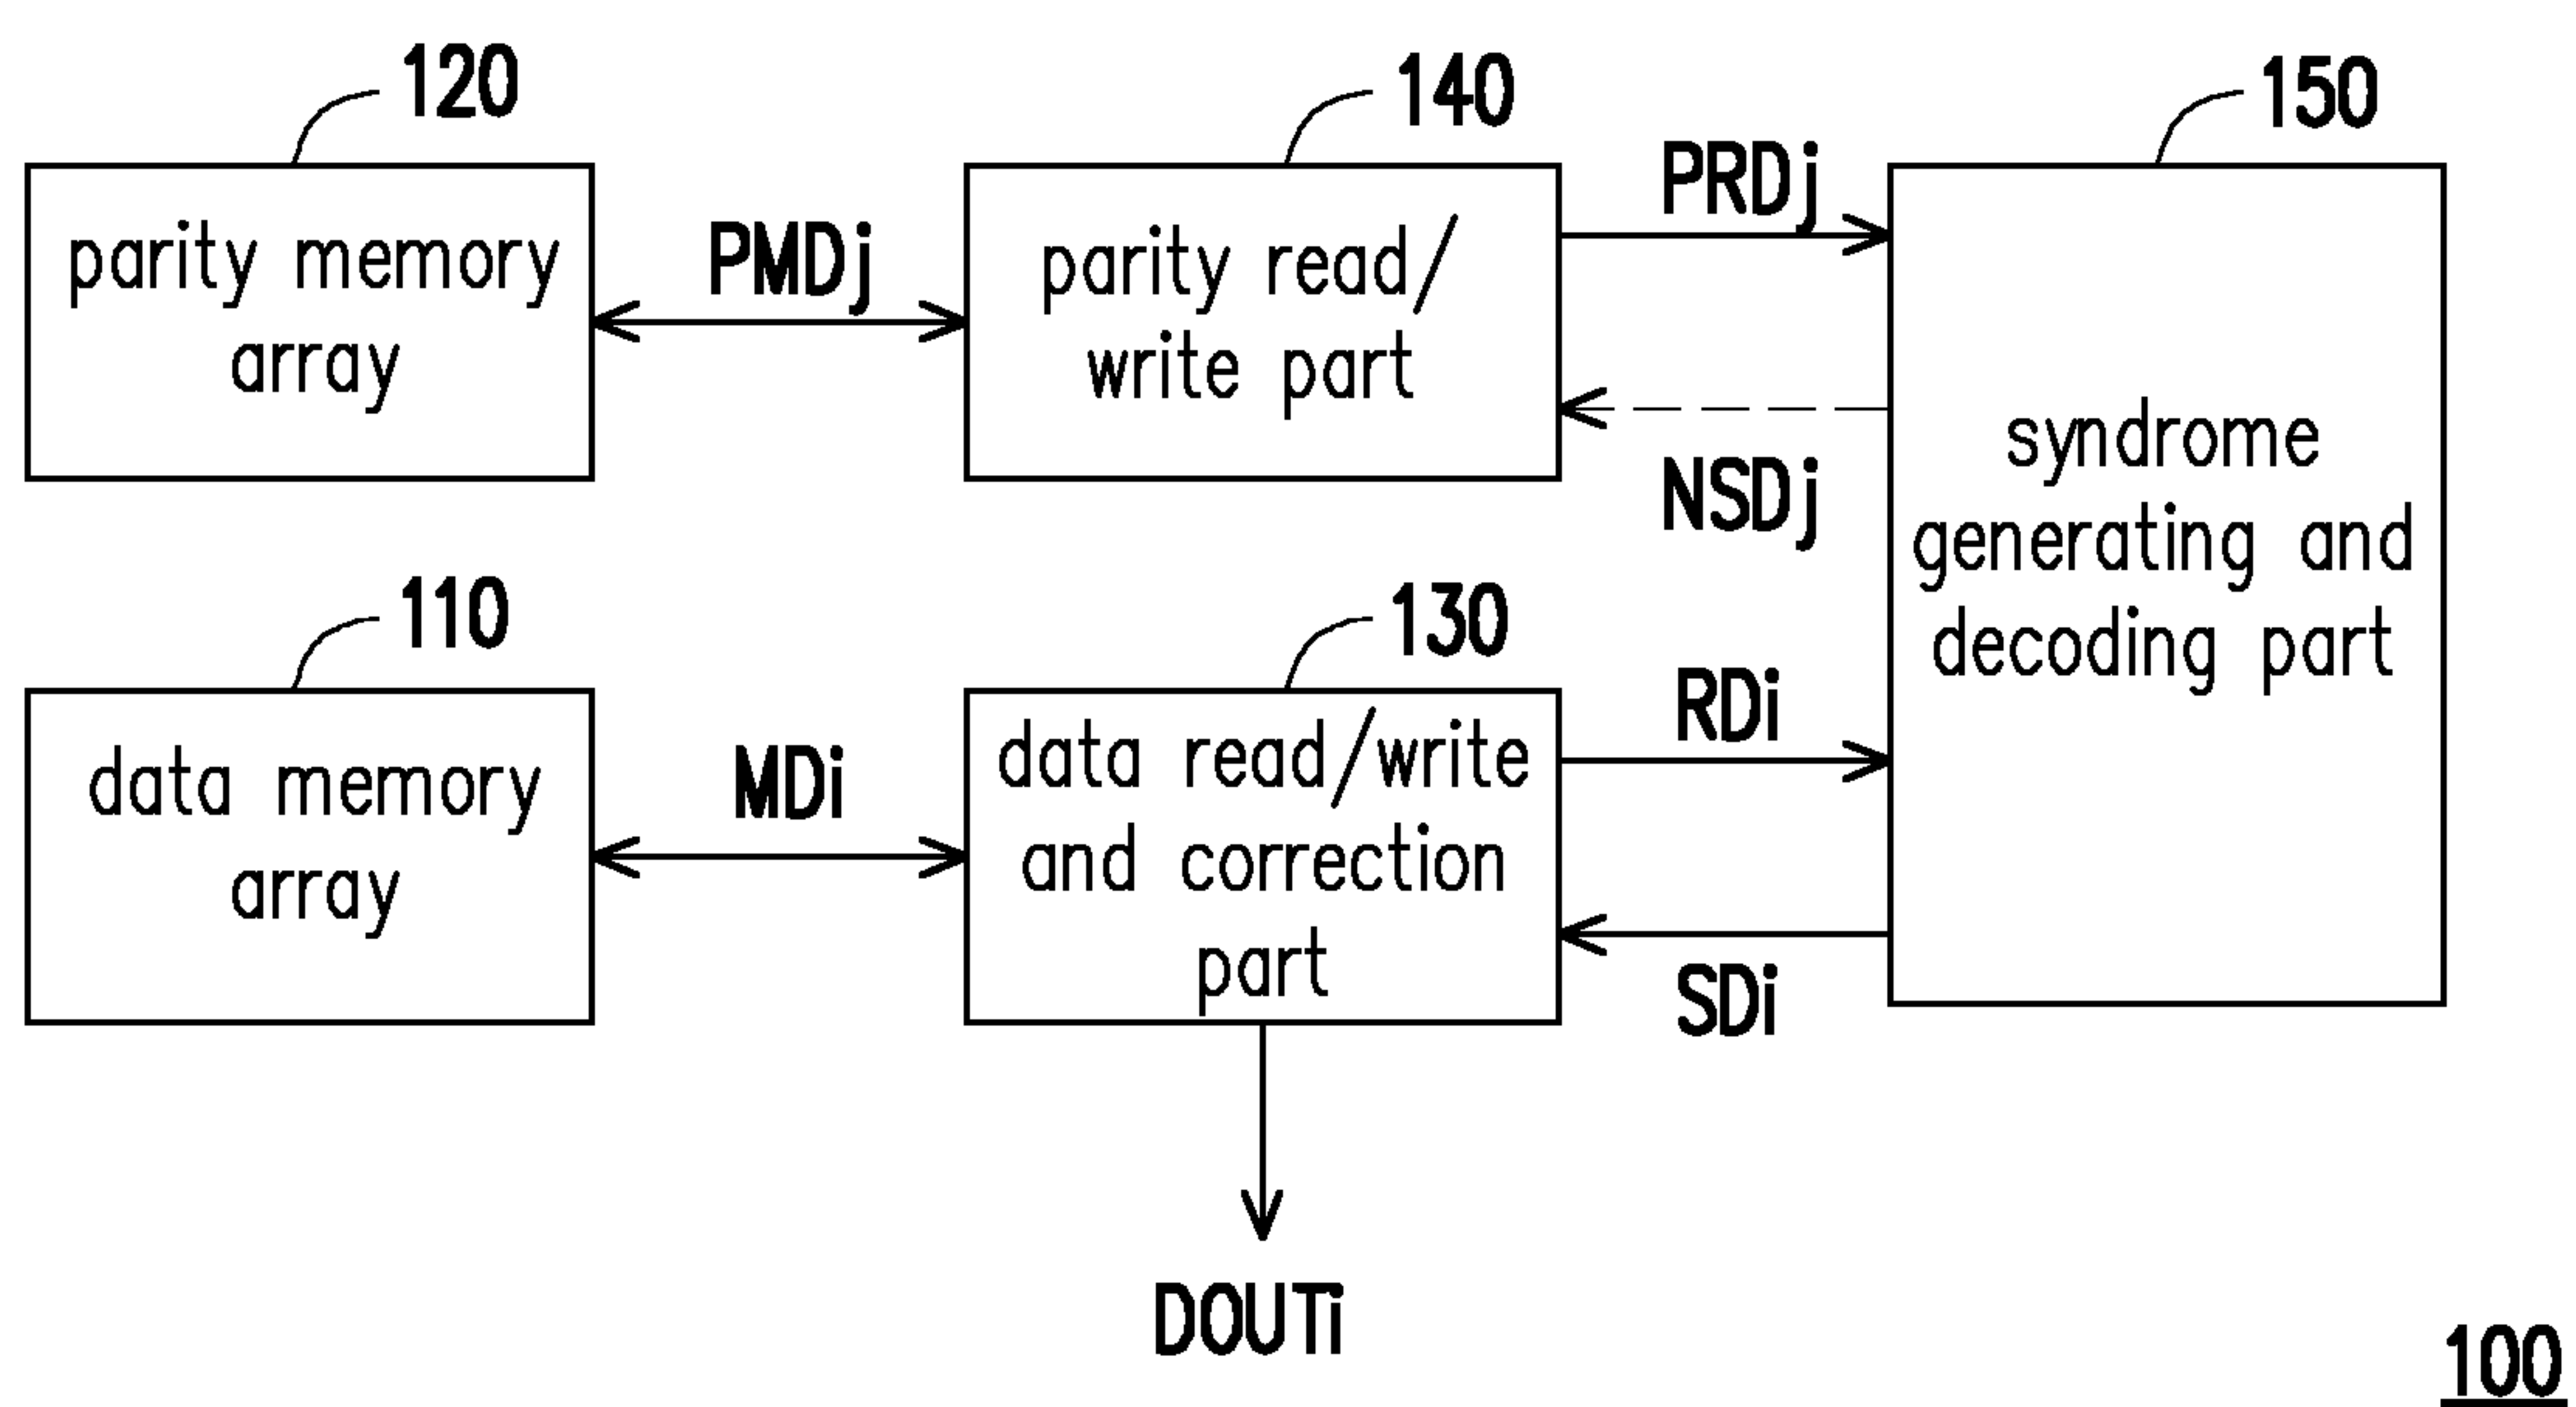 120
140
150
parity memory
array
PMDj
parity read/
write part
PRDj
NSDj
syndrome
generating and
decoding part
110
130
data memory
array
MDi
data read/write
and correction
part
RDi
SDi
DOUTi
100